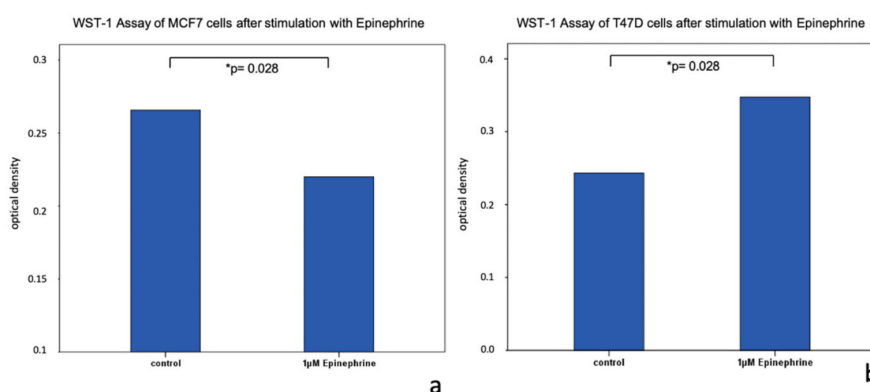 WST-1 Assay of MCF7 cells after stimulation with Epinephrine
*p= 0.028
0.3
0.25
0.2
0.15
0.1
optical density
control
1µM Epinephrine
a
WST-1 Assay of T47D cells after stimulation with Epinephrine
*p= 0.028
0.4
0.3
0.2
0.1
0.0
optical density
control
1µM Epinephrine
b